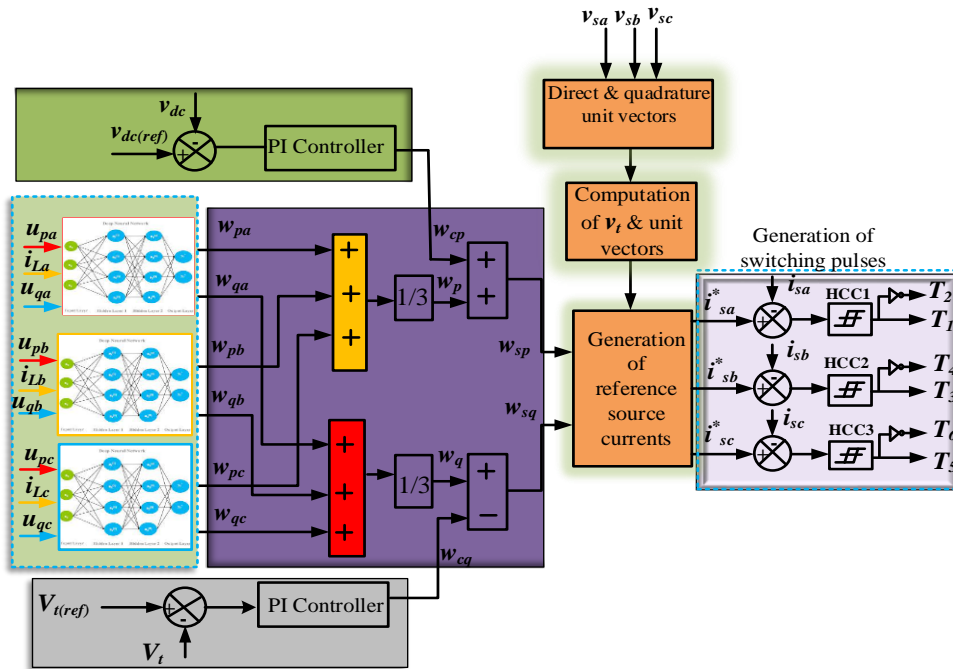 v_sa v_sb v_sc
Direct & quadrature
unit vectors
Computation
of v_t & unit
vectors
v_dc
v_dc(ref)
+
-
PI Controller
u_pa
i_La
u_qa
Deep Neural Network
u_pb
i_Lb
u_qb
u_pc
i_Lc
u_qc
w_pa
w_qa
w_pb
w_qb
w_pc
w_qc
+
+
+
1/3
w_p
w_cp
+
+
w_sp
+
+
+
1/3
w_q
w_cq
+
−
w_sq
V_t(ref)
+
-
V_t
PI Controller
Generation
of
reference
source
currents
Generation of
switching pulses
i*_sa
i_sa
+
-
HCC1
T_2
T_1
i*_sb
i_sb
+
-
HCC2
T_4
T_3
i*_sc
i_sc
+
-
HCC3
T_6
T_5